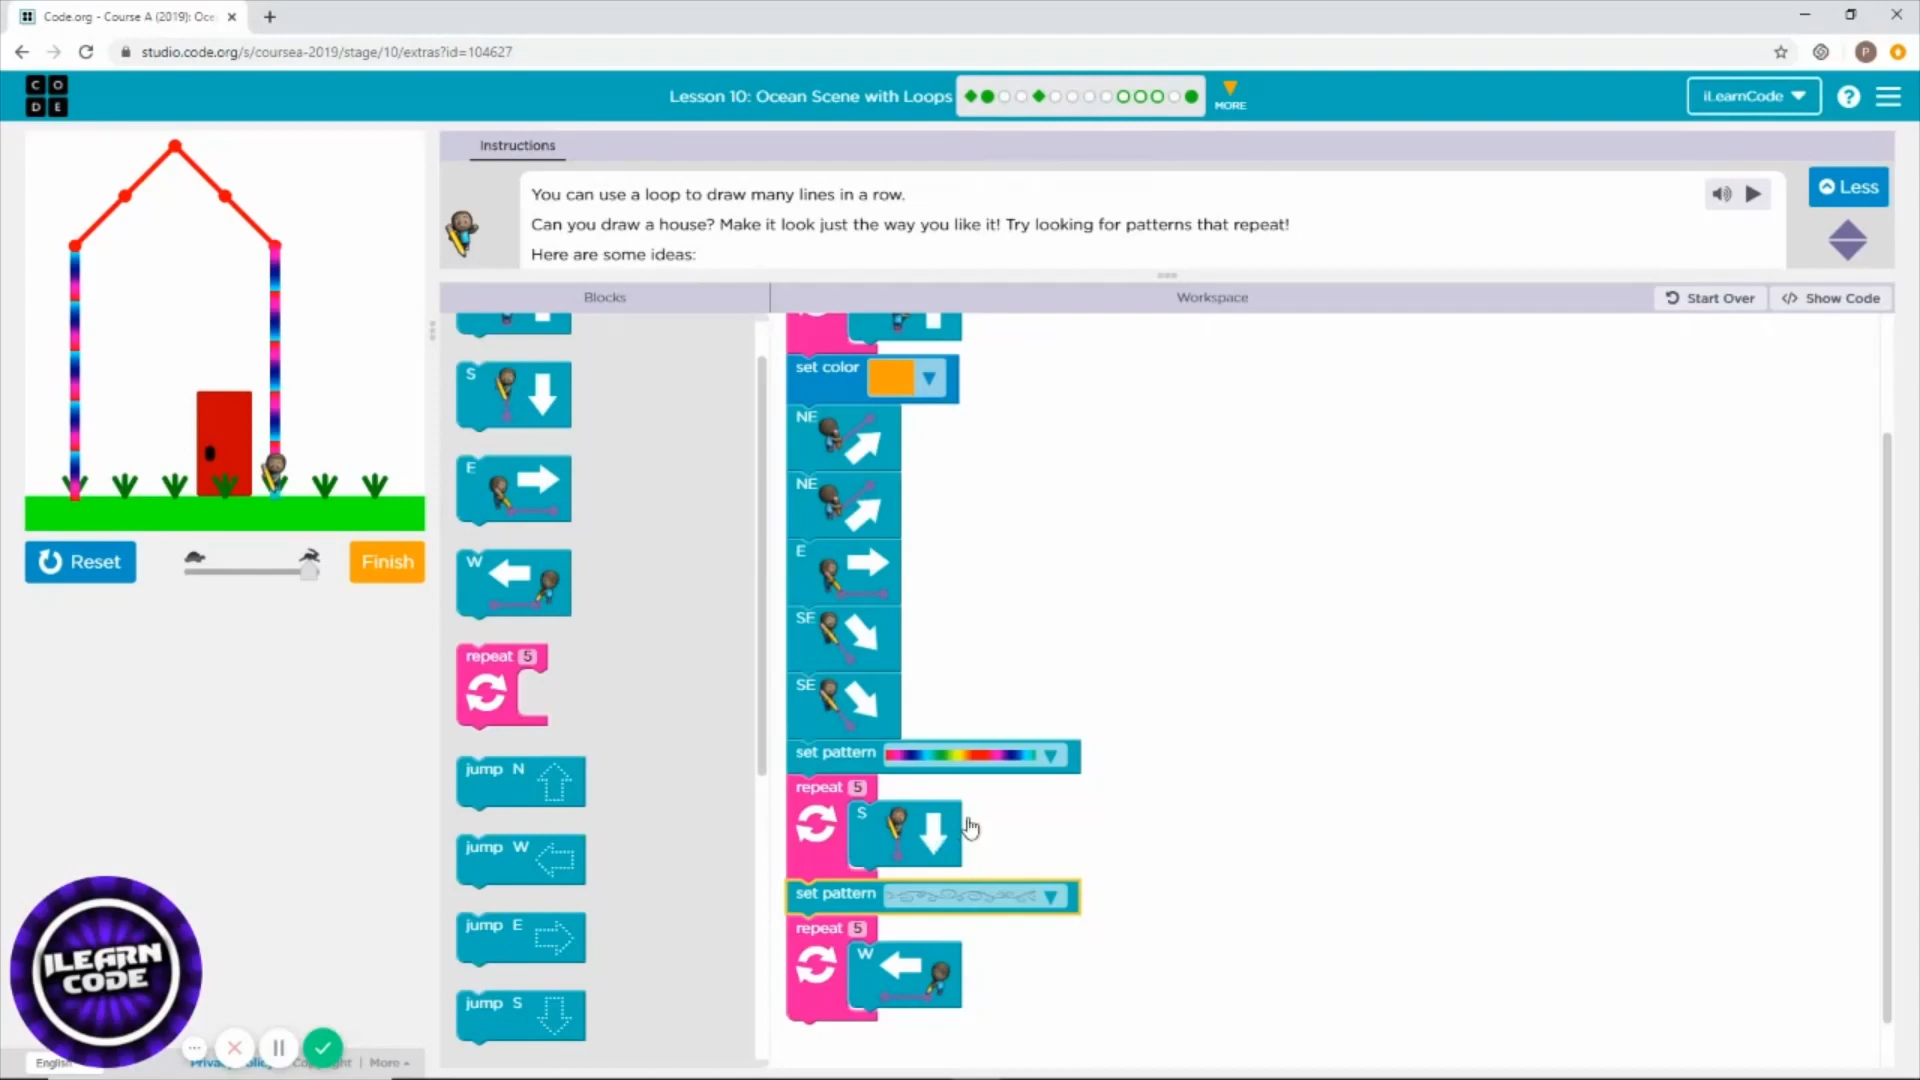 Code.org - Course A (2019): Oce
studio.code.org/s/coursea-2019/stage/10/extras?id=104627
P
C O
D E
Lesson 10: Ocean Scene with Loops
MORE
iLearnCode
?
Instructions
You can use a loop to draw many lines in a row.
Can you draw a house? Make it look just the way you like it! Try looking for patterns that repeat!
Here are some ideas:
Less
Blocks
Workspace
Start Over
</> Show Code
Reset
Finish
S
E
W
repeat 5
jump N
jump W
jump E
jump S
set color
NE
NE
E
SE
SE
set pattern
repeat 5
S
set pattern
repeat 5
W
ILEARN
CODE
English
Privacy Policy | Copyright | More